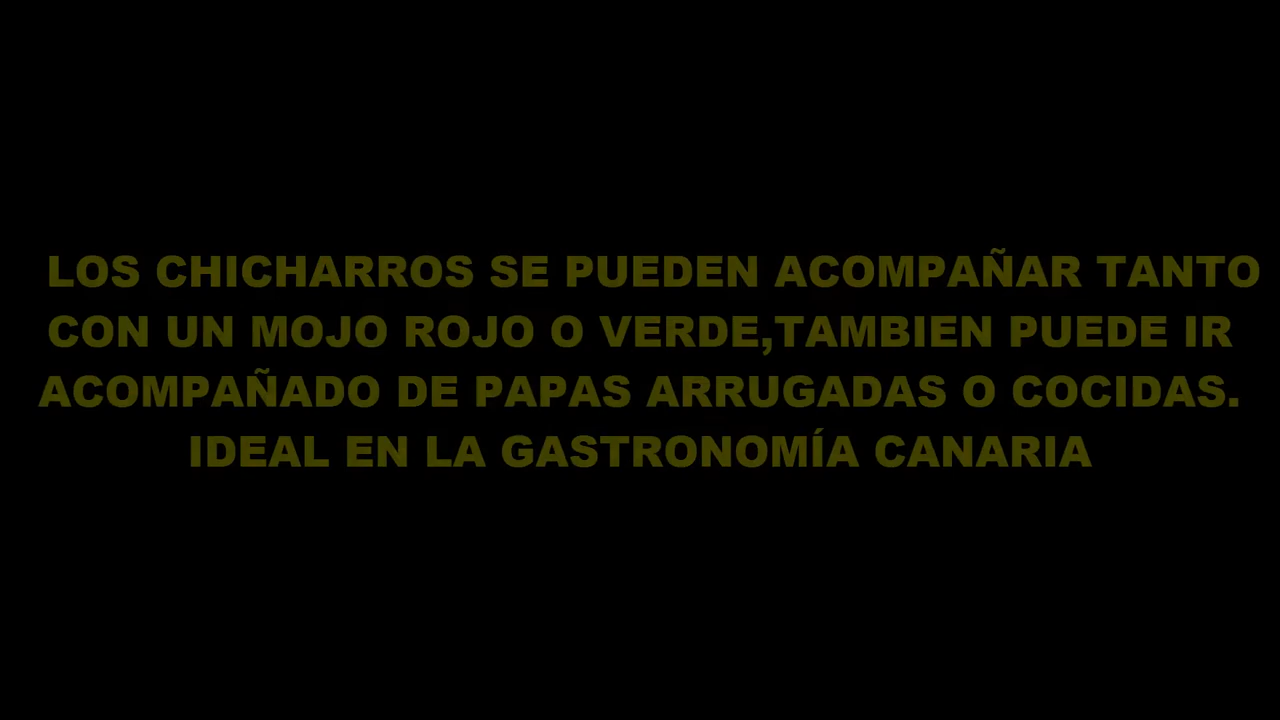 LOS CHICHARROS SE PUEDEN ACOMPAÑAR TANTO
CON UN MOJO ROJO O VERDE,TAMBIEN PUEDE IR
ACOMPAÑADO DE PAPAS ARRUGADAS O COCIDAS.
IDEAL EN LA GASTRONOMÍA CANARIA